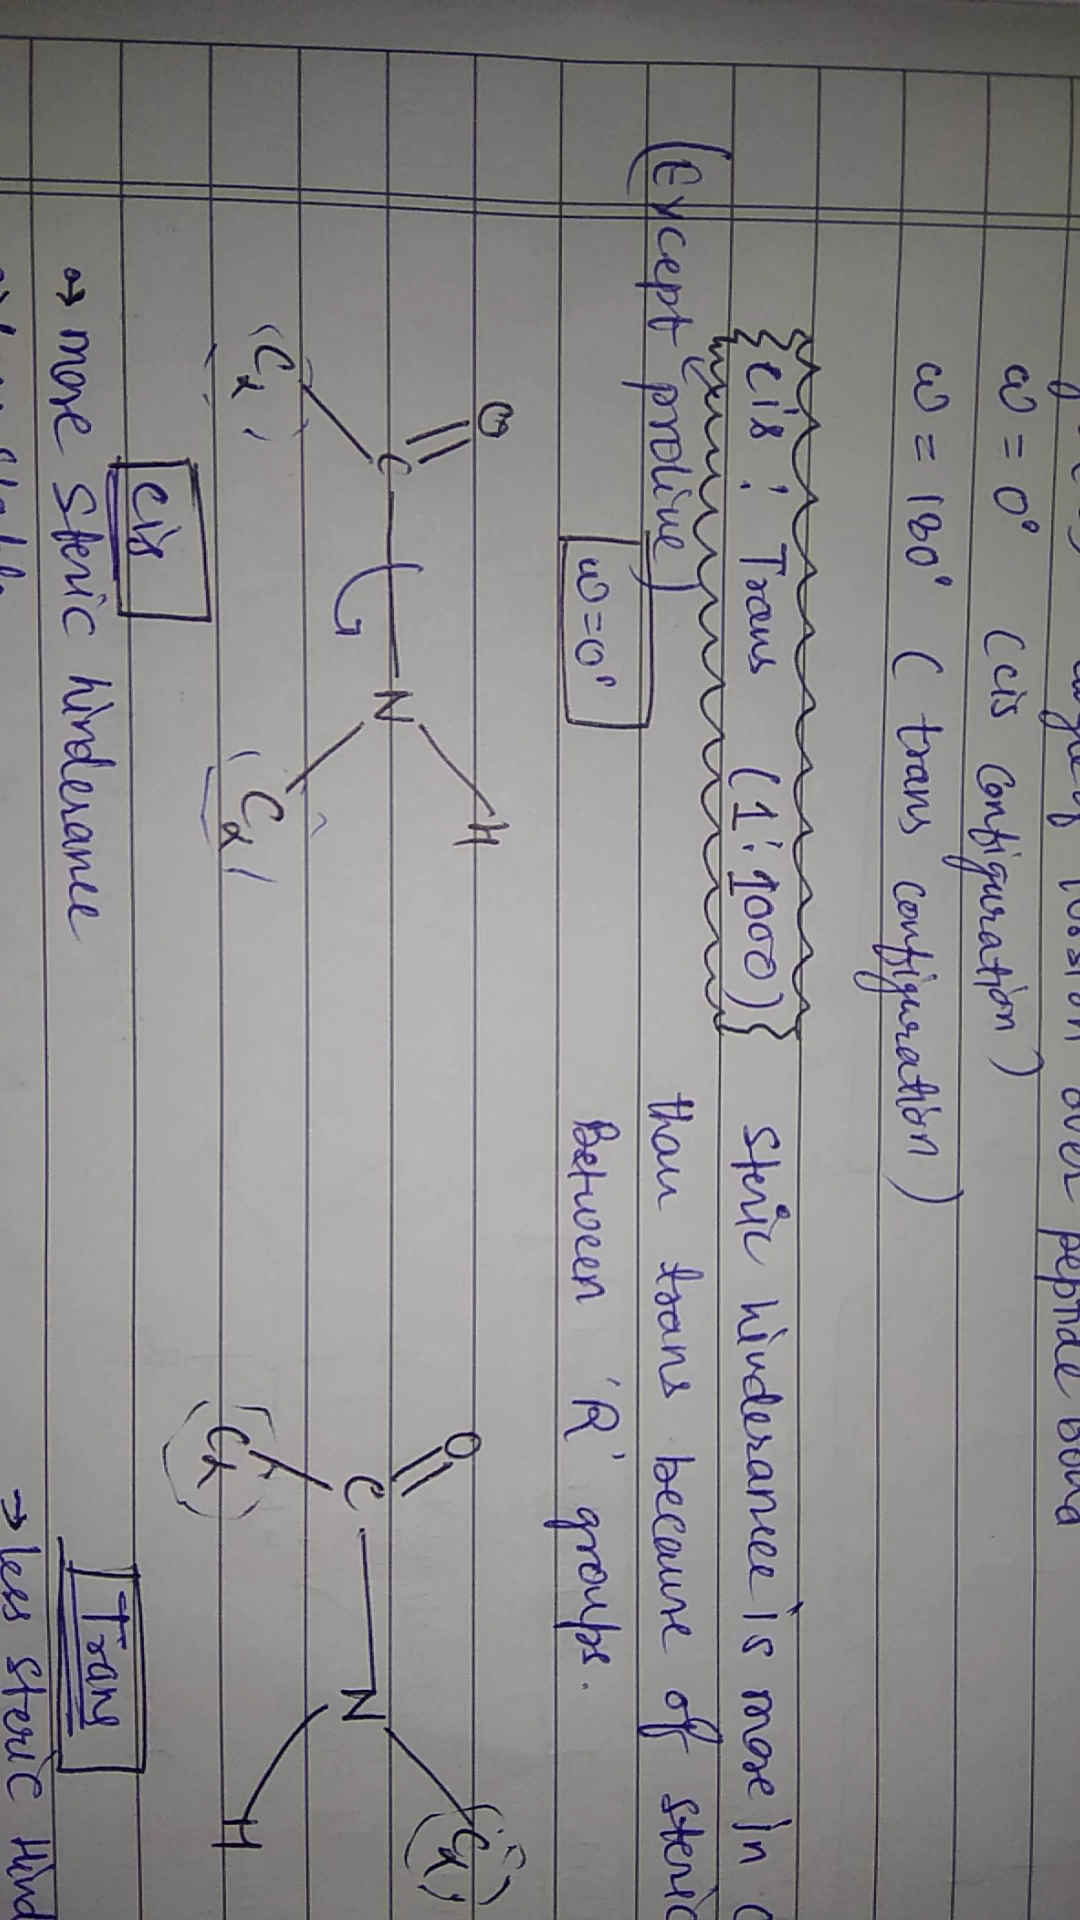 over peptide bond
ω = 0° (cis configuration)
ω = 180° (trans configuration)
{cis : Trans (1:1000)} steric hinderance is more in
(Except proline) than trans because of steric
ω=0° Between 'R' groups.
O H O Cα
C N C N
Cα Cα Cα H
cis Trans
→ more steric hinderance → less steric Hind